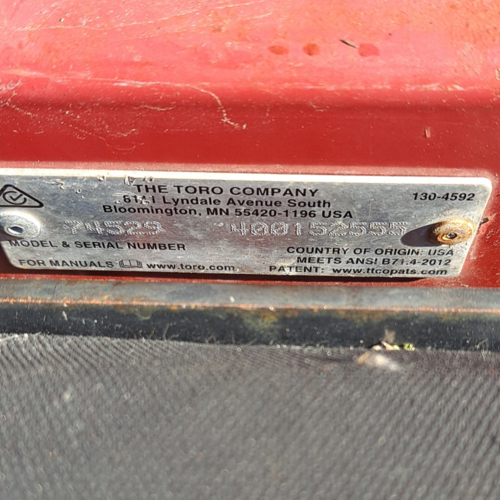 THE TORO COMPANY
130-4592
8111 Lyndale Avenue South
Bloomington, MN 55420-1196 USA
74529 400152555
MODEL & SERIAL NUMBER
COUNTRY OF ORIGIN: USA
MEETS ANSI B71.4-2012
FOR MANUALS www.toro.com
PATENT: www.ttcopats.com